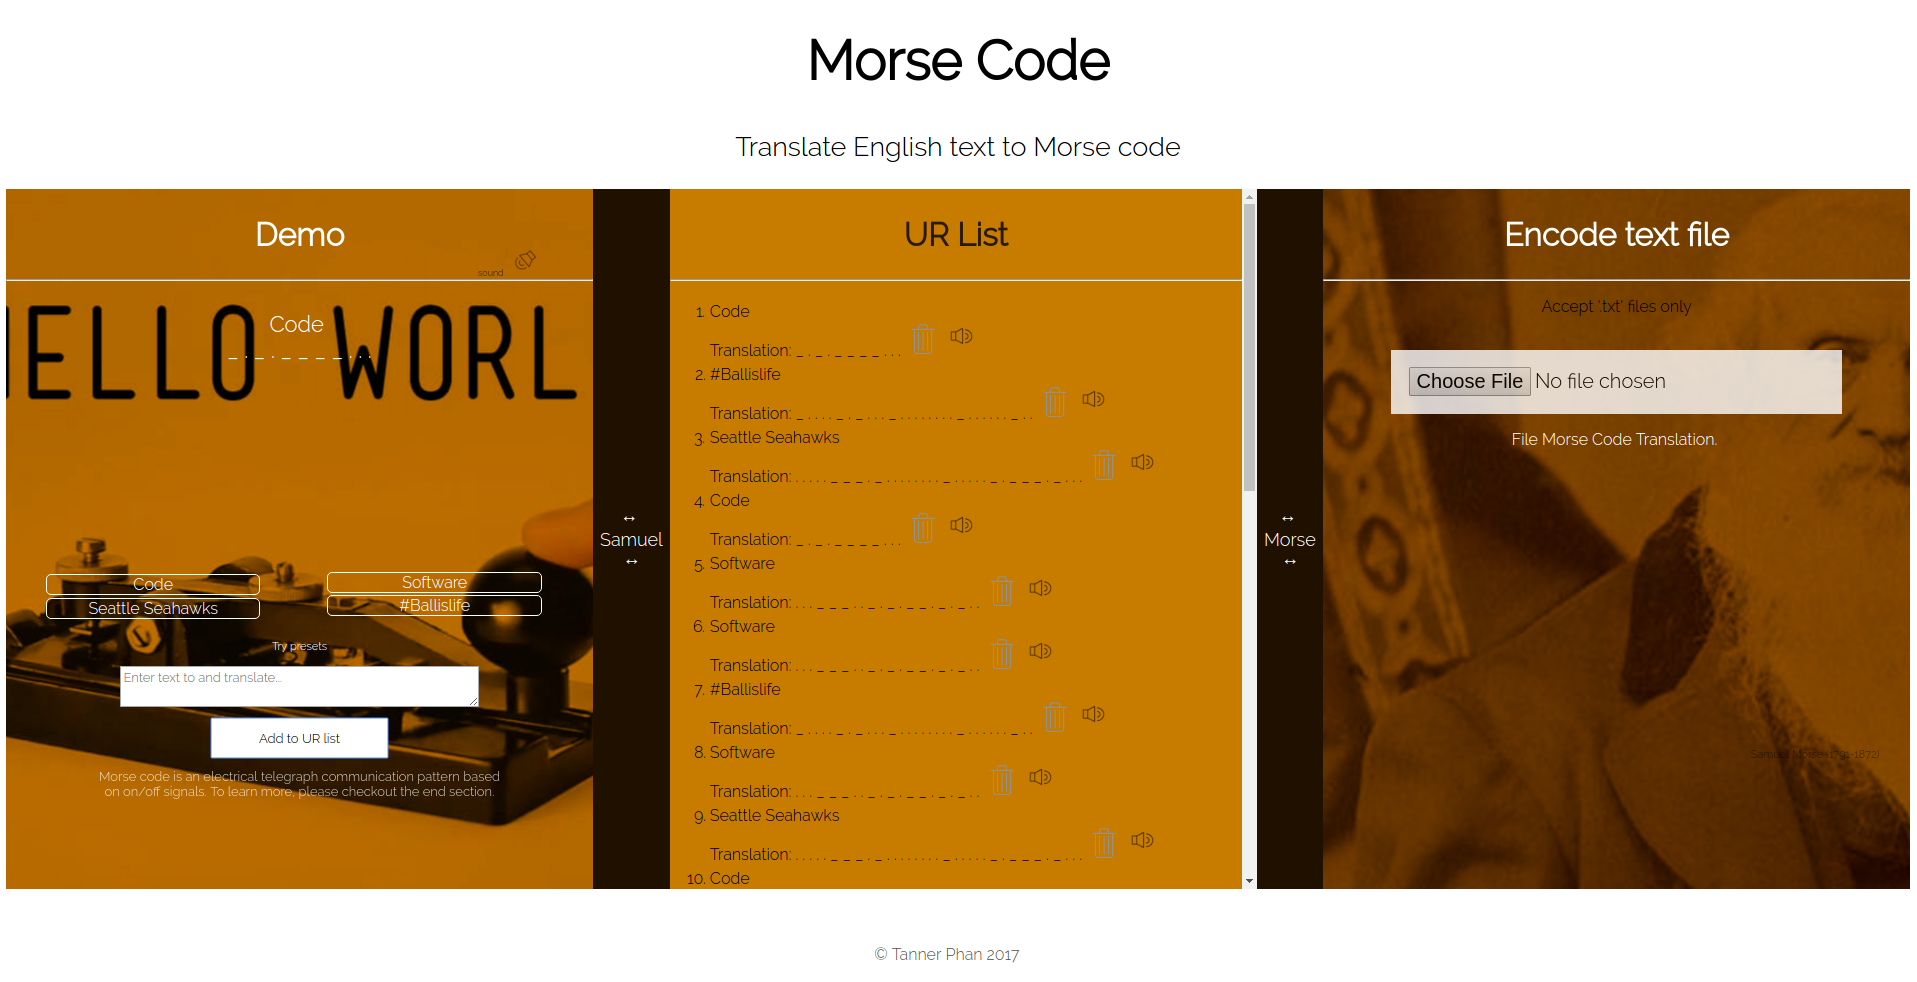 Morse Code
Translate English text to Morse code
Demo
sound
HELLO WORL
Code
_ . _ . _ _ _ _ . . .
Code
Software
Seattle Seahawks
#Ballislife
Try presets
Enter text to and translate...
Add to UR list
Morse code is an electrical telegraph communication pattern based
on on/off signals. To learn more, please checkout the end section.
↔
Samuel
↔
UR List
1. Code
Translation: _ . _ . _ _ _ _ . . .
2. #Ballislife
Translation:
3. Seattle Seahawks
Translation:
4. Code
Translation: _ . _ . _ _ _ _ . . .
5. Software
Translation:
6. Software
Translation:
7. #Ballislife
Translation:
8. Software
Translation:
9. Seattle Seahawks
Translation:
10. Code
↔
Morse
↔
Encode text file
Accept '.txt' files only
Choose File No file chosen
File Morse Code Translation.
Samuel Morse (1791-1872)
© Tanner Phan 2017